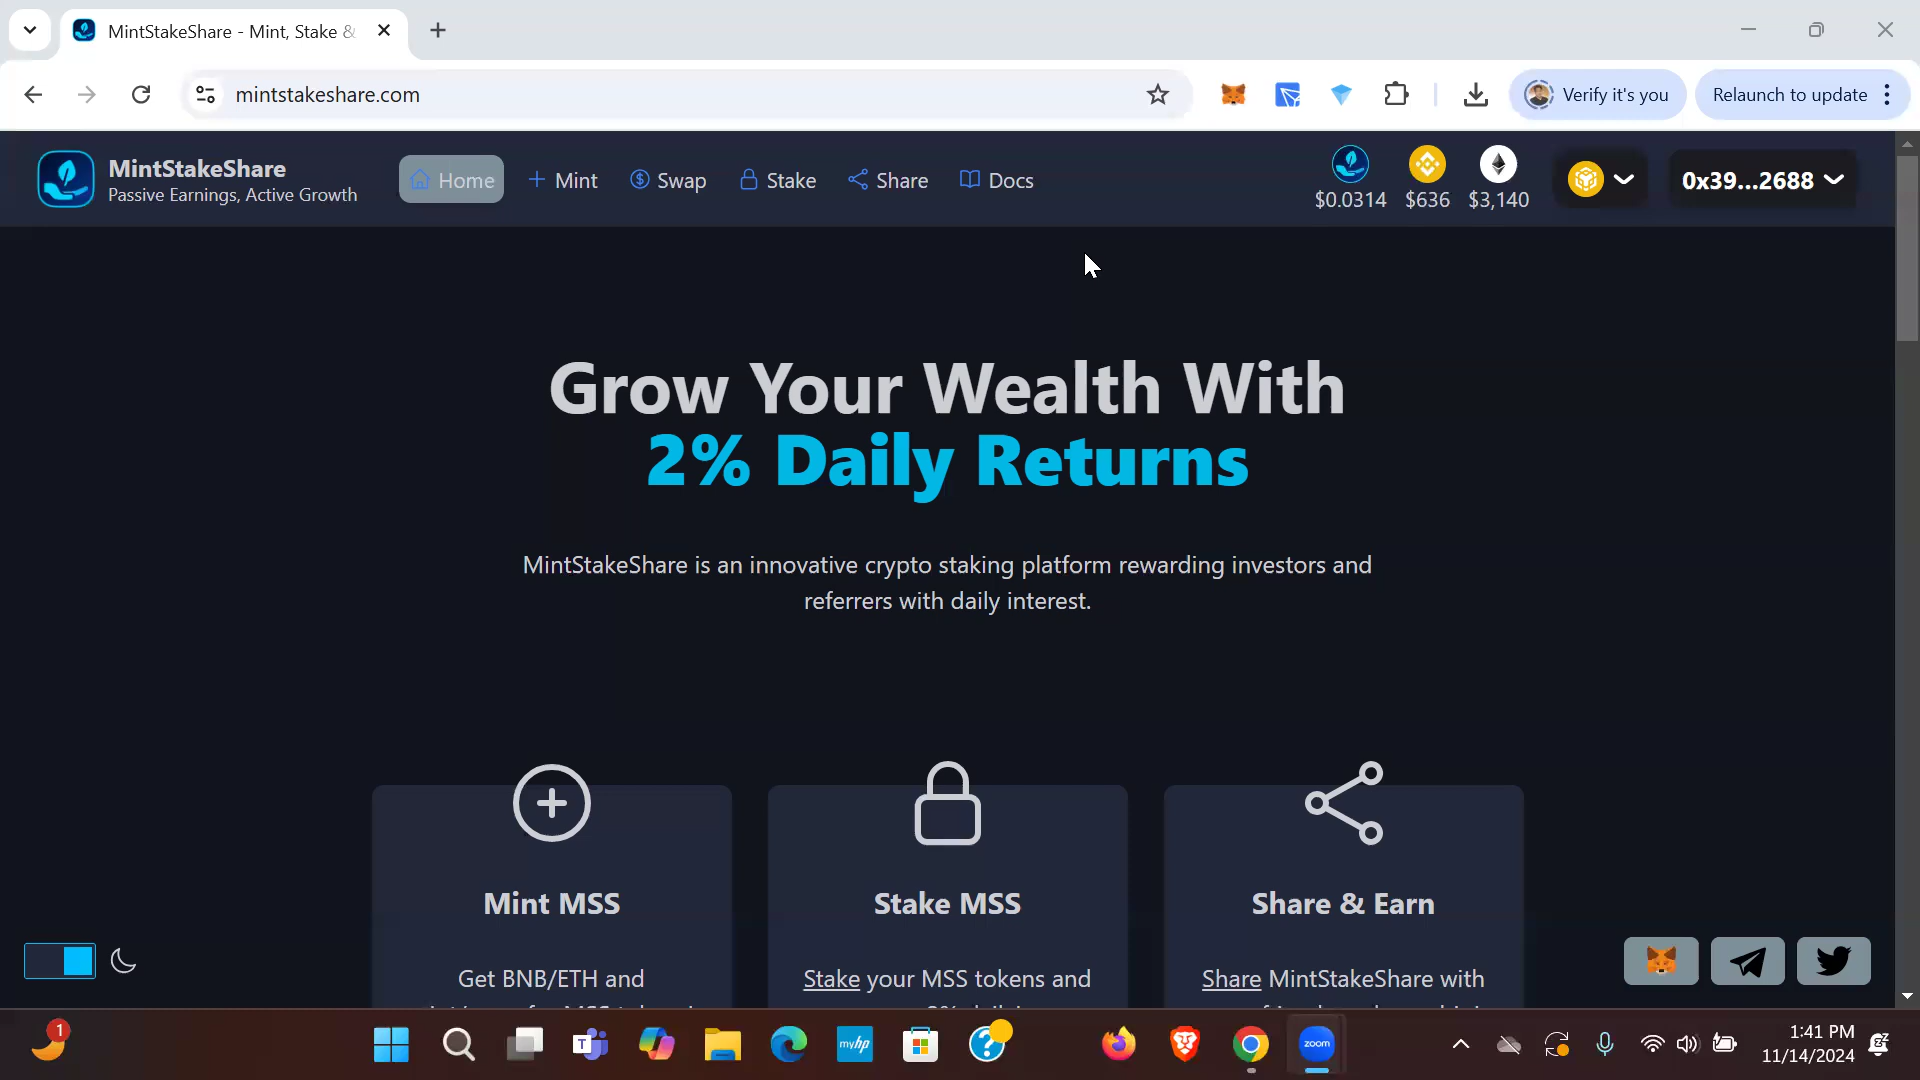 MintStakeShare - Mint, Stake &
mintstakeshare.com
Verify it's you
Relaunch to update
MintStakeShare
Passive Earnings, Active Growth
Home
Mint
Swap
Stake
Share
Docs
$0.0314
$636
$3,140
0x39...2688
Grow Your Wealth With
2% Daily Returns
MintStakeShare is an innovative crypto staking platform rewarding investors and
referrers with daily interest.
Mint MSS
Stake MSS
Share & Earn
Get BNB/ETH and
Stake your MSS tokens and
Share MintStakeShare with
1
myhp
zoom
1:41 PM
11/14/2024